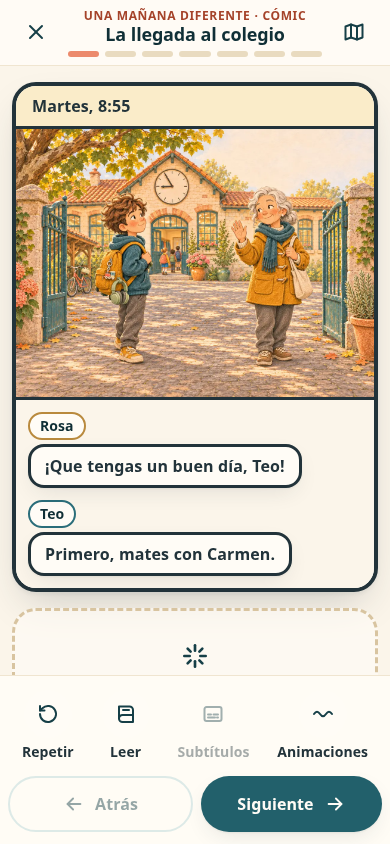 UNA MAÑANA DIFERENTE · CÓMIC
La llegada al colegio
Martes, 8:55
Rosa
¡Que tengas un buen día, Teo!
Teo
Primero, mates con Carmen.
Repetir
Leer
Subtítulos
Animaciones
Atrás
Siguiente